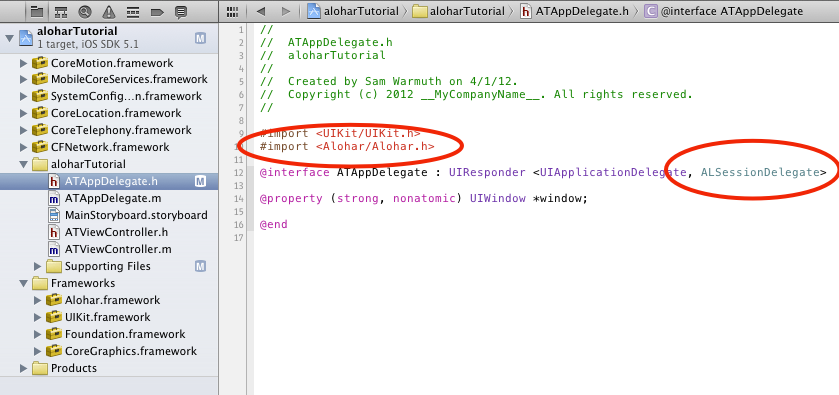 aloharTutorial
1 target, iOS SDK 5.1
M
CoreMotion.framework
MobileCoreServices.framework
SystemConfig...n.framework
CoreLocation.framework
CoreTelephony.framework
CFNetwork.framework
aloharTutorial
h ATAppDelegate.h M
m ATAppDelegate.m
MainStoryboard.storyboard
h ATViewController.h
m ATViewController.m
Supporting Files M
Frameworks
Alohar.framework
UIKit.framework
Foundation.framework
CoreGraphics.framework
Products
aloharTutorial aloharTutorial h ATAppDelegate.h C @interface ATAppDelegate
1 //
2 // ATAppDelegate.h
3 // aloharTutorial
4 //
5 // Created by Sam Warmuth on 4/1/12.
6 // Copyright (c) 2012 __MyCompanyName__. All rights reserved.
7 //
8
9 #import <UIKit/UIKit.h>
10 #import <Alohar/Alohar.h>
11
12 @interface ATAppDelegate : UIResponder <UIApplicationDelegate, ALSessionDelegate>
13
14 @property (strong, nonatomic) UIWindow *window;
15
16 @end
17